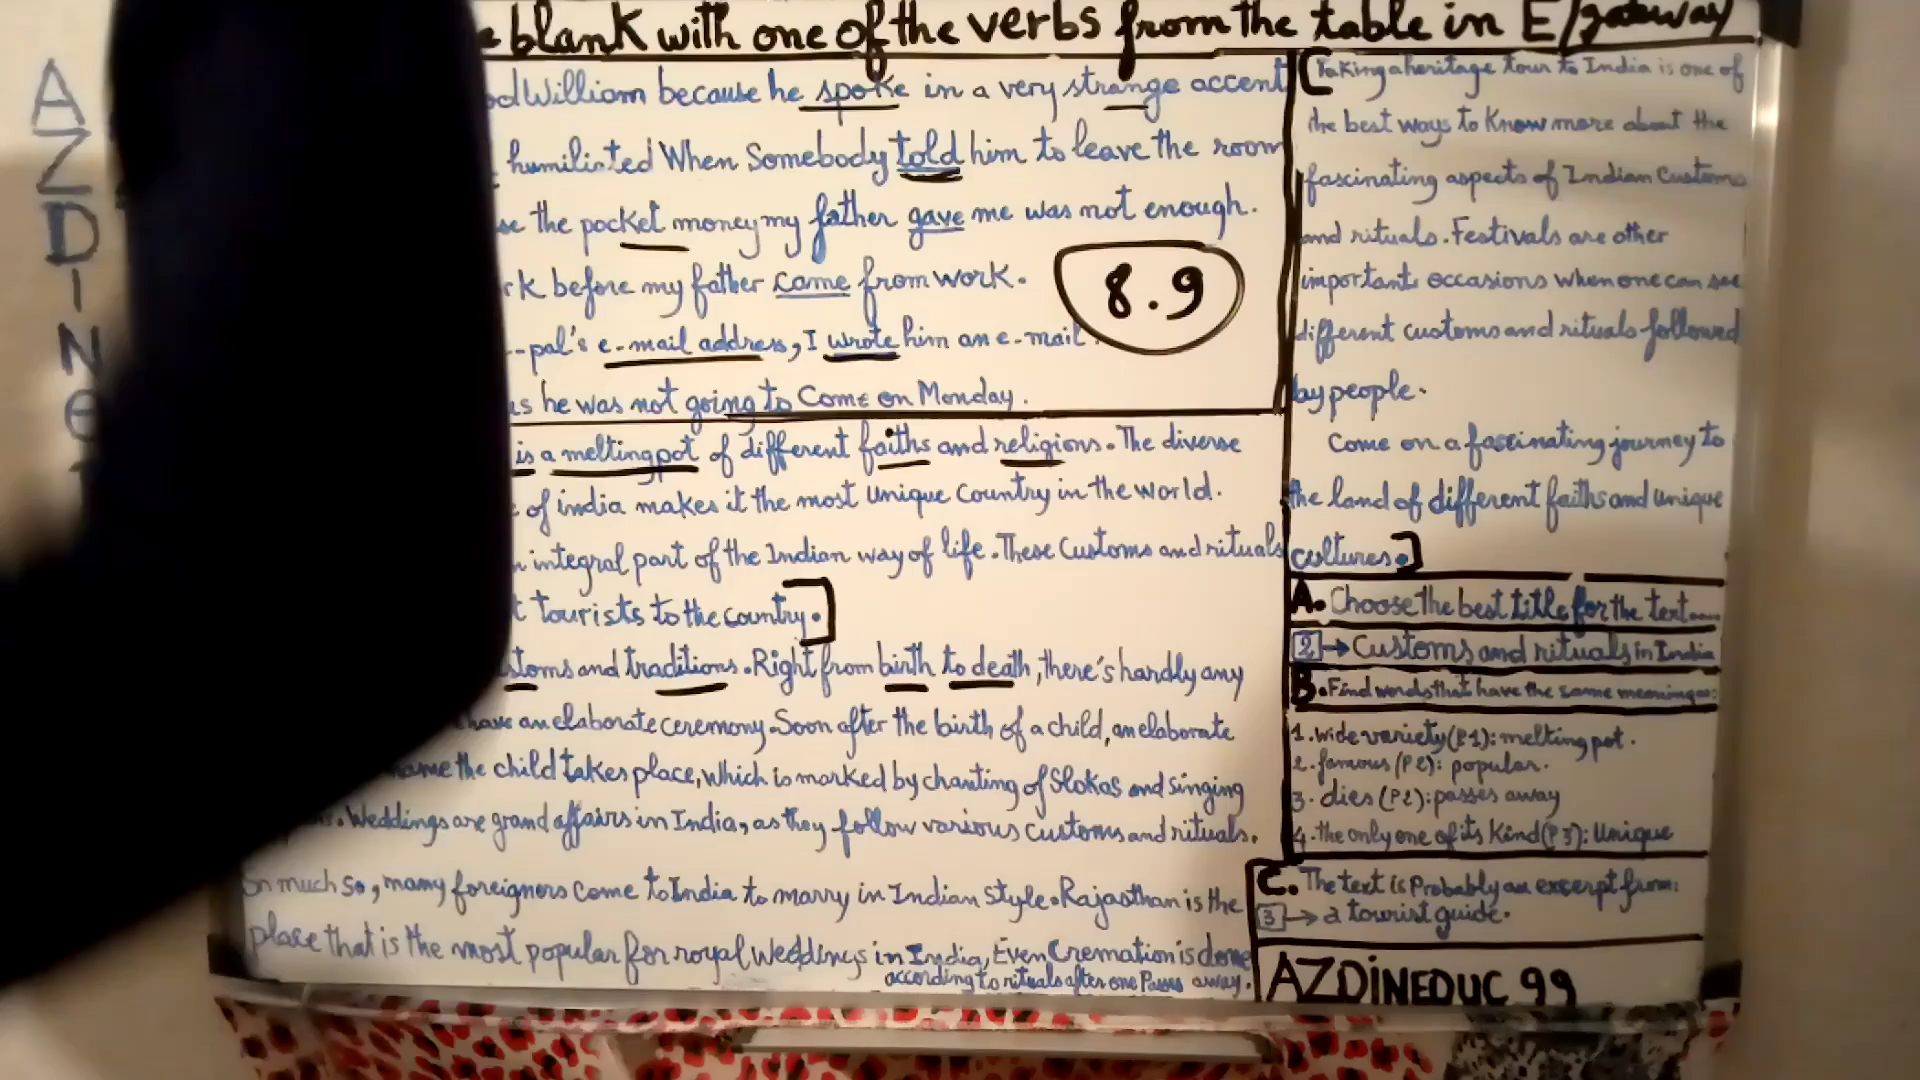 blank with one of the verbs from the table in E/gateway
William because he spoke in a very strange accent
humiliated When Somebody told him to leave the room
the pocket money my father gave me was not enough.
before my father came from work.
8.9
-pal's e-mail address, I wrote him an e-mail.
he was not going to Come on Monday.
is a melting pot of different faiths and religions. The diverse
of india makes it the most Unique Country in the world.
integral part of the Indian way of life. These Customs and rituals
tourists to the country.]
and traditions. Right from birth to death, there's hardly any
have an elaborate ceremony. Soon after the birth of a child, an elaborate
name the child takes place, which is marked by chanting of Slokas and singing
. Weddings are grand affairs in India, as they follow various customs and rituals.
So much so, many foreigners come to India to marry in Indian style. Rajasthan is the
place that is the most popular for royal Weddings in India, Even Cremation is done
according to rituals after one Passes away.
[Taking a heritage tour to India is one of
the best ways to Know more about the
fascinating aspects of Indian Customs
and rituals. Festivals are other
important occasions when one can see
different customs and rituals followed
by people.
Come on a fascinating journey to
the land of different faiths and unique
cultures.]
A. Choose the best title for the text....
2 → Customs and rituals in India
B. Find words that have the same meaning as:
1. wide variety (P1): melting pot.
2. famous (P2): popular.
3. dies (P2): passes away
4. the only one of its Kind (P3): Unique
C. The text is Probably an excerpt from:
3 → a tourist guide.
AZDINEDUC 99